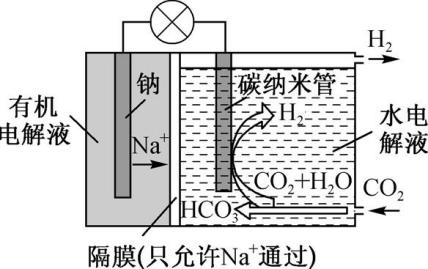 H₂
钠
碳纳米管
有机
电解液
H₂
水电
解液
Na⁺
CO₂+H₂O
CO₂
HCO₃
隔膜(只允许Na⁺通过)